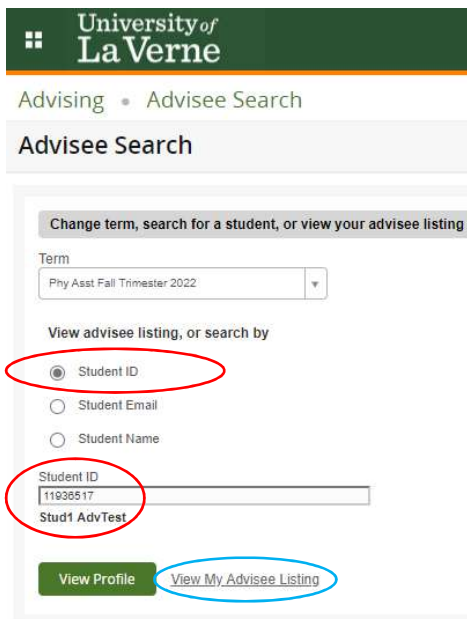 University of
La Verne
Advising • Advisee Search
Advisee Search
Change term, search for a student, or view your advisee listing
Term
Phy Asst Fall Trimester 2022
View advisee listing, or search by
Student ID
Student Email
Student Name
Student ID
11936517
Stud1 AdvTest
View Profile View My Advisee Listing